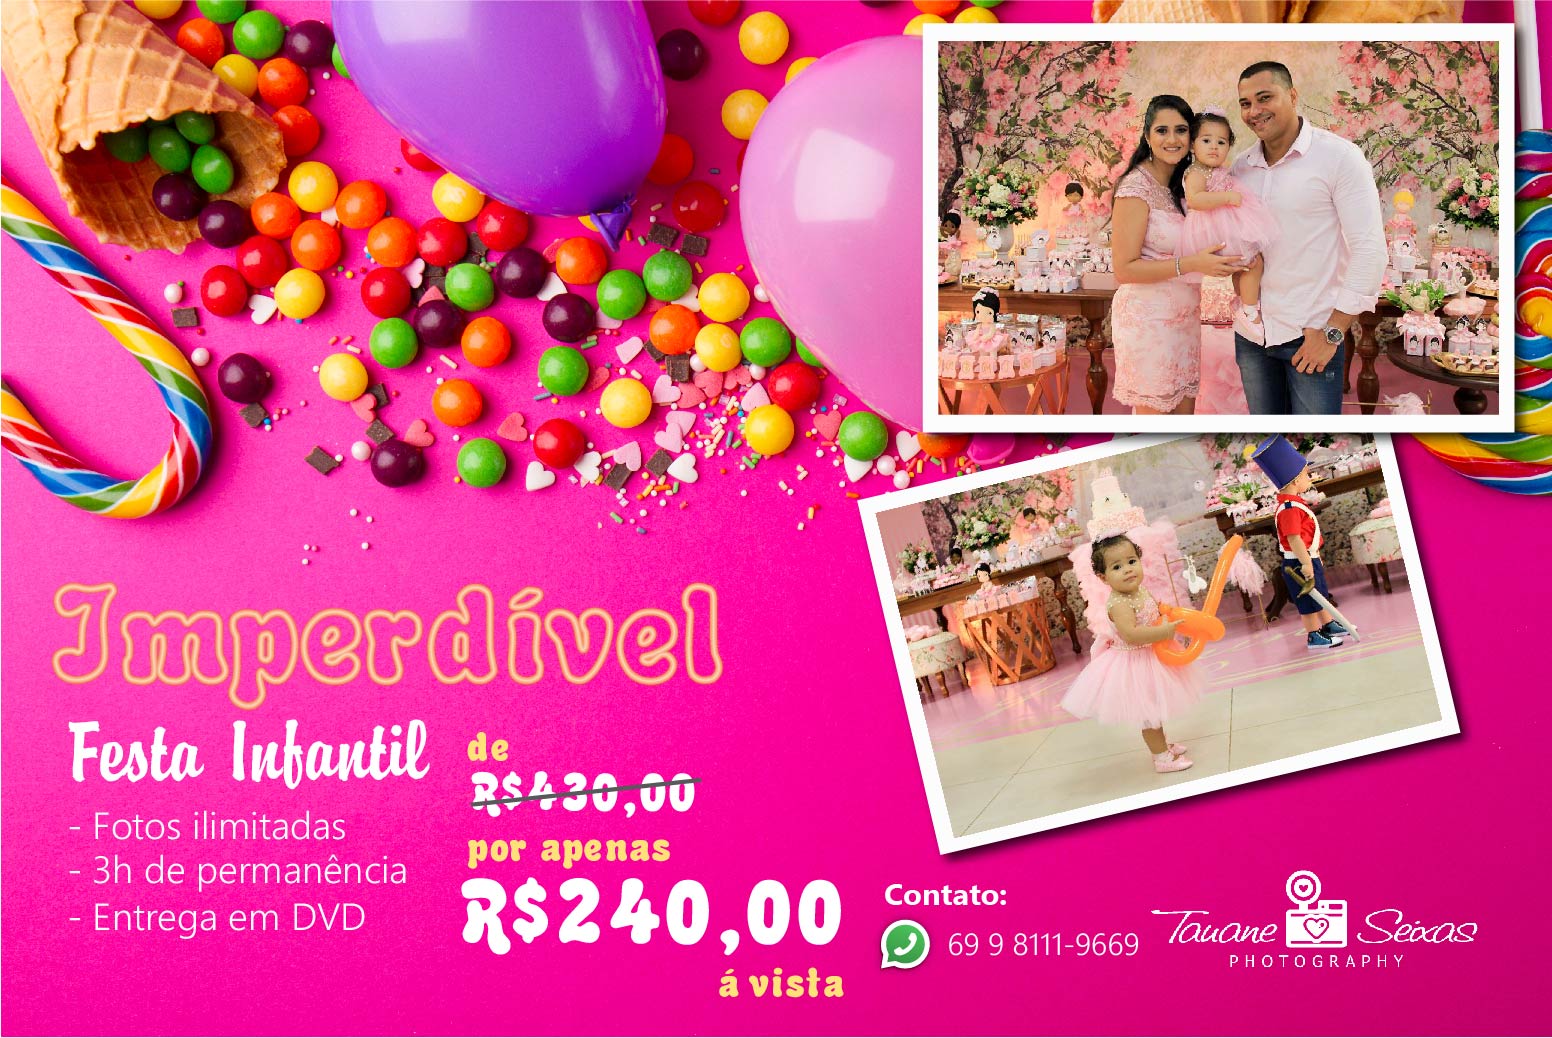 Imperdível
Festa Infantil
- Fotos ilimitadas
- 3h de permanência
- Entrega em DVD
de
R$430,00
por apenas
R$240,00
á vista
Contato:
69 9 8111-9669
Tauane Seixas
PHOTOGRAPHY